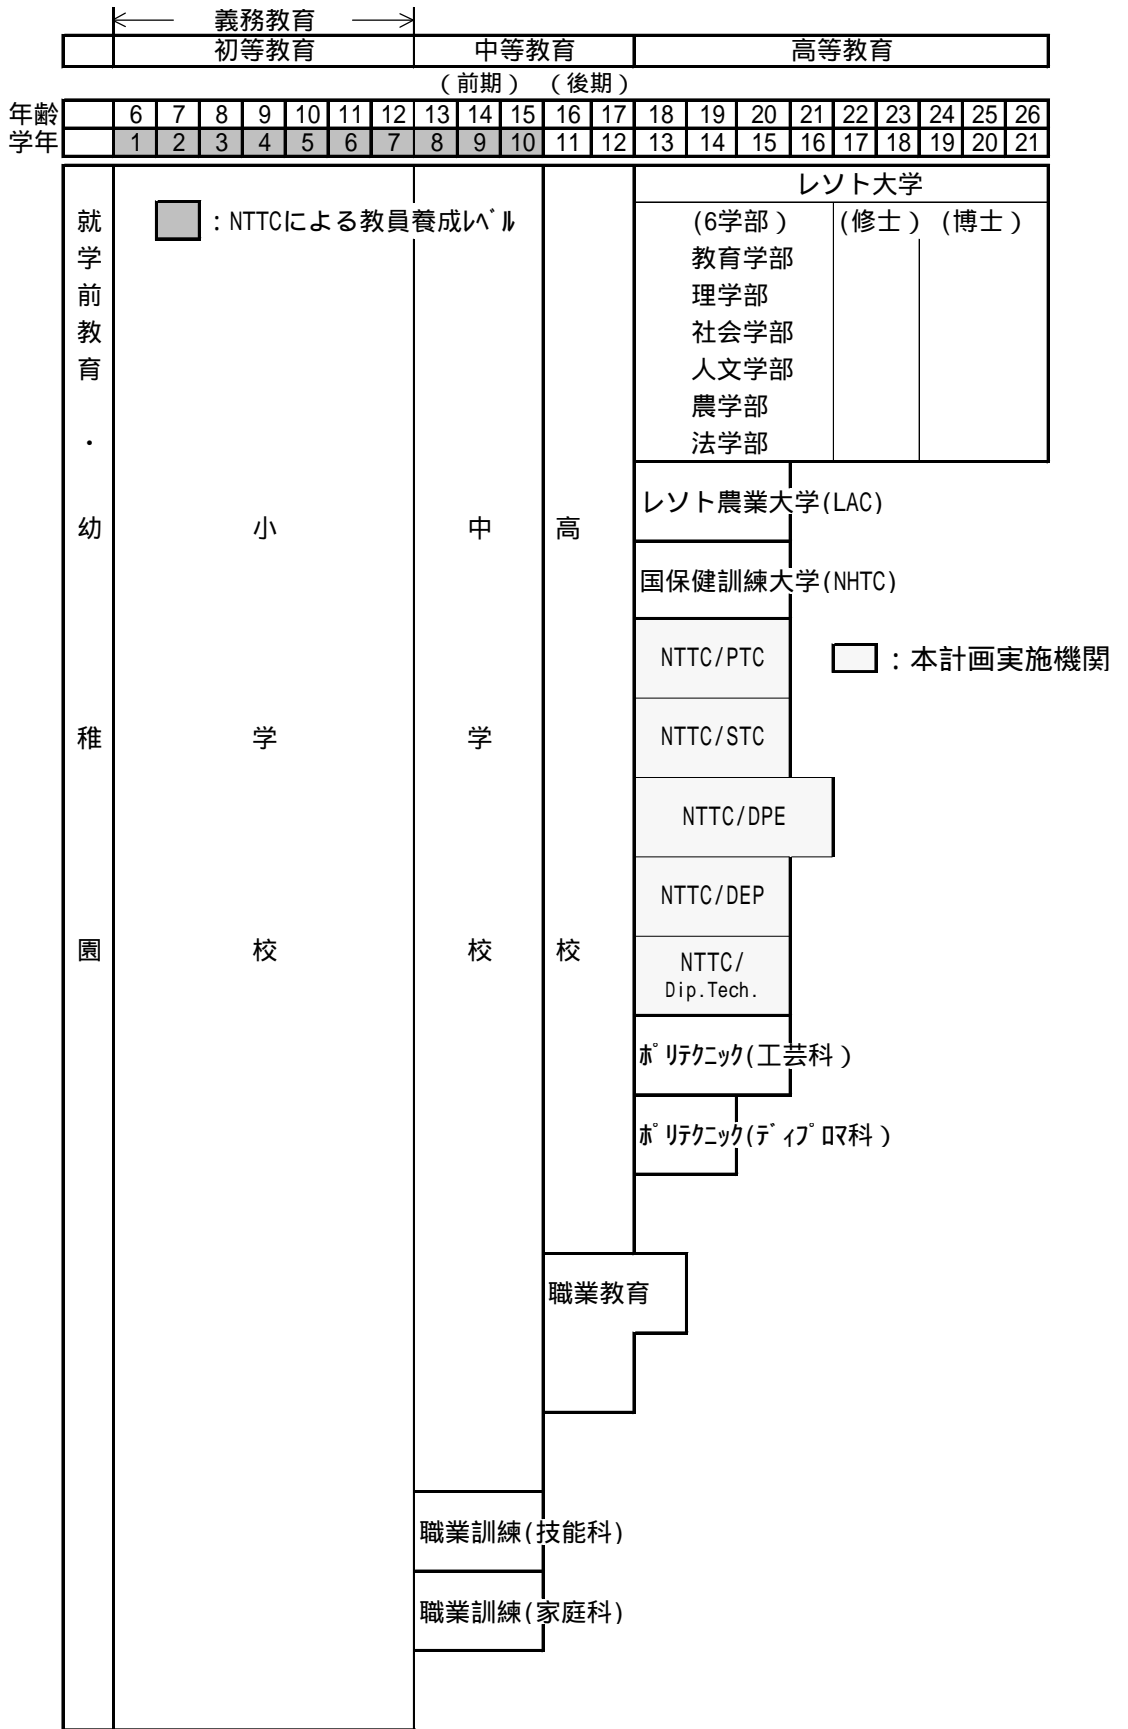 義務教育
初等教育 中等教育 高等教育
(前期) (後期)
年齢 6 7 8 9 10 11 12 13 14 15 16 17 18 19 20 21 22 23 24 25 26
学年 1 2 3 4 5 6 7 8 9 10 11 12 13 14 15 16 17 18 19 20 21
就学前教育・幼稚園
:NTTCによる教員養成ﾚﾍﾞﾙ
小学校
中学校
高校
レソト大学
(6学部) (修士) (博士)
教育学部
理学部
社会学部
人文学部
農学部
法学部
レソト農業大学(LAC)
国保健訓練大学(NHTC)
NTTC/PTC
:本計画実施機関
NTTC/STC
NTTC/DPE
NTTC/DEP
NTTC/
Dip.Tech.
ﾎﾟﾘﾃｸﾆｯｸ(工芸科)
ﾎﾟﾘﾃｸﾆｯｸ(ﾃﾞｨﾌﾟﾛﾏ科)
職業教育
職業訓練(技能科)
職業訓練(家庭科)